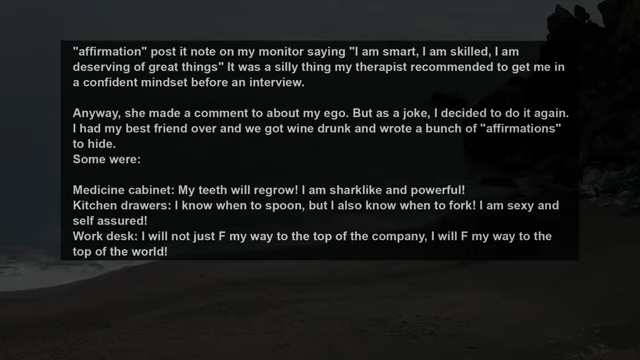 "affirmation" post it note on my monitor saying "I am smart, I am skilled, I am
deserving of great things" It was a silly thing my therapist recommended to get me in
a confident mindset before an interview.
Anyway, she made a comment to about my ego. But as a joke, I decided to do it again.
I had my best friend over and we got wine drunk and wrote a bunch of "affirmations"
to hide.
Some were:
Medicine cabinet: My teeth will regrow! I am sharklike and powerful!
Kitchen drawers: I know when to spoon, but I also know when to fork! I am sexy and
self assured!
Work desk: I will not just F my way to the top of the company, I will F my way to the
top of the world!